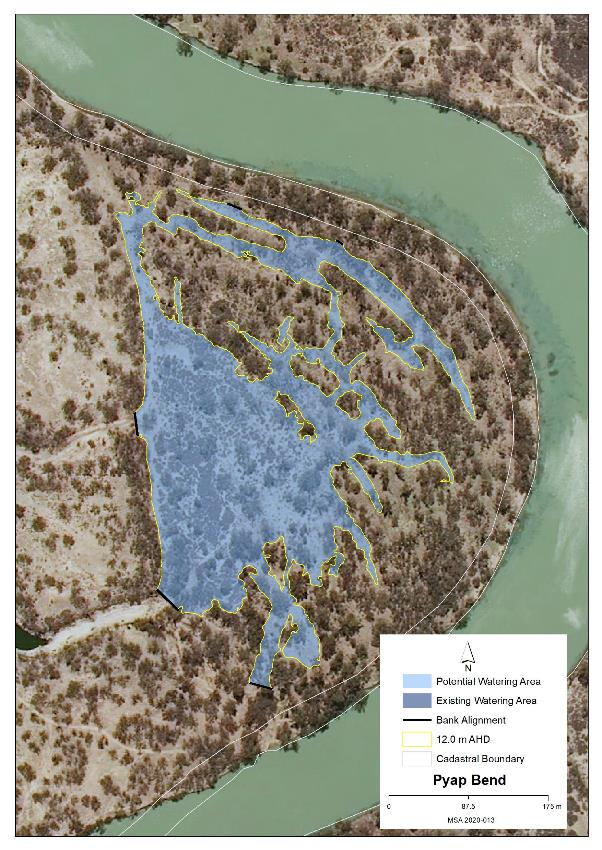 N
Potential Watering Area
Existing Watering Area
Bank Alignment
12.0 m AHD
Cadastral Boundary
Pyap Bend
0 87.5 175 m
MSA 2020-013